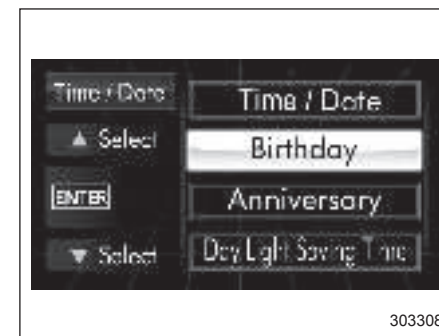 Time / Date
Time / Date
▲ Select
Birthday
ENTER
Anniversary
▼ Select
Day Light Saving Time
303308